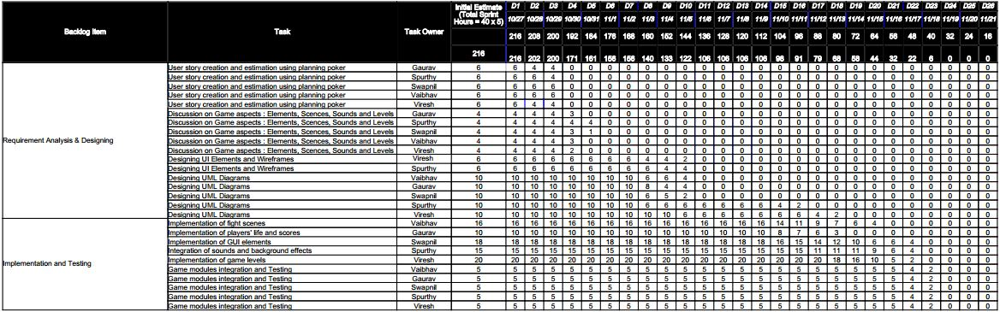 Backlog Item Task Task Owner Initial Estimate (Total Sprint Hours = 40 x 5) D1 D2 D3 D4 D5 D6 D7 D8 D9 D10 D11 D12 D13 D14 D15 D16 D17 D18 D19 D20 D21 D22 D23 D24 D25 D26
10/27 10/28 10/29 10/30 10/31 11/1 11/2 11/3 11/4 11/5 11/6 11/7 11/8 11/9 11/10 11/11 11/12 11/13 11/14 11/15 11/16 11/17 11/18 11/19 11/20 11/21
216 208 200 192 184 176 168 160 152 144 136 128 120 112 104 96 88 80 72 64 56 48 40 32 24 16
216 216 202 200 171 161 156 156 140 133 122 106 106 106 106 98 91 79 68 58 44 32 22 6 0 0 0
Requirement Analysis & Designing
User story creation and estimation using planning poker Gaurav 6 6 4 4 0 0 0 0 0 0 0 0 0 0 0 0 0 0 0 0 0 0 0 0 0 0 0
User story creation and estimation using planning poker Spurthy 6 6 6 4 0 0 0 0 0 0 0 0 0 0 0 0 0 0 0 0 0 0 0 0 0 0 0
User story creation and estimation using planning poker Swapnil 6 6 6 6 0 0 0 0 0 0 0 0 0 0 0 0 0 0 0 0 0 0 0 0 0 0 0
User story creation and estimation using planning poker Vaibhav 6 6 6 6 0 0 0 0 0 0 0 0 0 0 0 0 0 0 0 0 0 0 0 0 0 0 0
User story creation and estimation using planning poker Viresh 6 6 4 4 0 0 0 0 0 0 0 0 0 0 0 0 0 0 0 0 0 0 0 0 0 0 0
Discussion on Game aspects : Elements, Scences, Sounds and Levels Gaurav 4 4 4 4 3 0 0 0 0 0 0 0 0 0 0 0 0 0 0 0 0 0 0 0 0 0 0
Discussion on Game aspects : Elements, Scences, Sounds and Levels Spurthy 4 4 4 4 4 4 0 0 0 0 0 0 0 0 0 0 0 0 0 0 0 0 0 0 0 0 0
Discussion on Game aspects : Elements, Scences, Sounds and Levels Swapnil 4 4 4 4 3 1 0 0 0 0 0 0 0 0 0 0 0 0 0 0 0 0 0 0 0 0 0
Discussion on Game aspects : Elements, Scences, Sounds and Levels Vaibhav 4 4 4 4 3 0 0 0 0 0 0 0 0 0 0 0 0 0 0 0 0 0 0 0 0 0 0
Discussion on Game aspects : Elements, Scences, Sounds and Levels Viresh 4 4 4 4 2 0 0 0 0 0 0 0 0 0 0 0 0 0 0 0 0 0 0 0 0 0 0
Designing UI Elements and Wireframes Viresh 6 6 6 6 6 6 6 6 4 4 2 0 0 0 0 0 0 0 0 0 0 0 0 0 0 0 0
Designing UI Elements and Wireframes Spurthy 6 6 6 6 6 6 6 6 6 4 4 0 0 0 0 0 0 0 0 0 0 0 0 0 0 0 0
Designing UML Diagrams Vaibhav 10 10 10 10 10 10 10 10 6 6 4 0 0 0 0 0 0 0 0 0 0 0 0 0 0 0 0
Designing UML Diagrams Gaurav 10 10 10 10 10 10 10 10 8 4 4 0 0 0 0 0 0 0 0 0 0 0 0 0 0 0 0
Designing UML Diagrams Swapnil 10 10 10 10 10 10 10 10 6 5 2 0 0 0 0 0 0 0 0 0 0 0 0 0 0 0 0
Designing UML Diagrams Spurthy 10 10 10 10 10 10 10 10 6 6 6 6 6 6 6 4 2 0 0 0 0 0 0 0 0 0 0
Designing UML Diagrams Viresh 10 10 10 10 10 10 10 10 10 10 6 6 6 6 6 6 6 4 2 0 0 0 0 0 0 0 0
Implementation and Testing
Implementation of fight scenes Vaibhav 16 16 16 16 16 16 16 16 16 16 16 16 16 16 16 14 11 9 7 6 4 0 0 0 0 0 0
Implementation of players' life and scores Gaurav 10 10 10 10 10 10 10 10 10 10 10 10 10 10 10 8 7 6 3 0 0 0 0 0 0 0 0
Implementation of GUI elements Swapnil 18 18 18 18 18 18 18 18 18 18 18 18 18 18 18 16 15 14 12 10 6 6 4 0 0 0 0
Integration of sounds and background effects Spurthy 15 15 15 15 15 15 15 15 15 15 15 15 15 15 15 15 15 11 11 11 9 6 4 0 0 0 0
Implementation of game levels Viresh 20 20 20 20 20 20 20 20 20 20 20 20 20 20 20 20 20 20 18 16 10 5 2 0 0 0 0
Game modules integration and Testing Vaibhav 5 5 5 5 5 5 5 5 5 5 5 5 5 5 5 5 5 5 5 5 5 5 4 2 0 0 0
Game modules integration and Testing Gaurav 5 5 5 5 5 5 5 5 5 5 5 5 5 5 5 5 5 5 5 5 5 5 4 2 0 0 0
Game modules integration and Testing Swapnil 5 5 5 5 5 5 5 5 5 5 5 5 5 5 5 5 5 5 5 5 5 5 4 2 0 0 0
Game modules integration and Testing Spurthy 5 5 5 5 5 5 5 5 5 5 5 5 5 5 5 5 5 5 5 5 5 5 4 2 0 0 0
Game modules integration and Testing Viresh 5 5 5 5 5 5 5 5 5 5 5 5 5 5 5 5 5 5 5 5 5 5 4 2 0 0 0